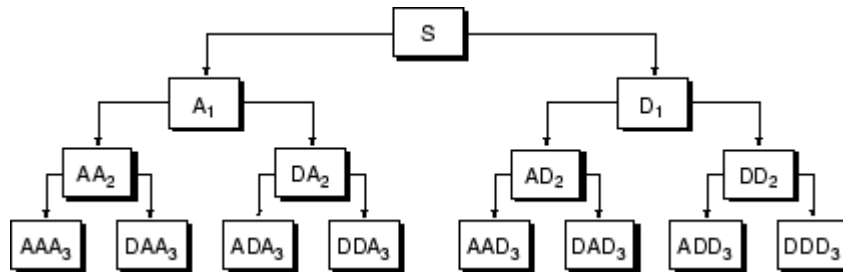 S
A₁ D₁
AA₂ DA₂ AD₂ DD₂
AAA₃ DAA₃ ADA₃ DDA₃ AAD₃ DAD₃ ADD₃ DDD₃